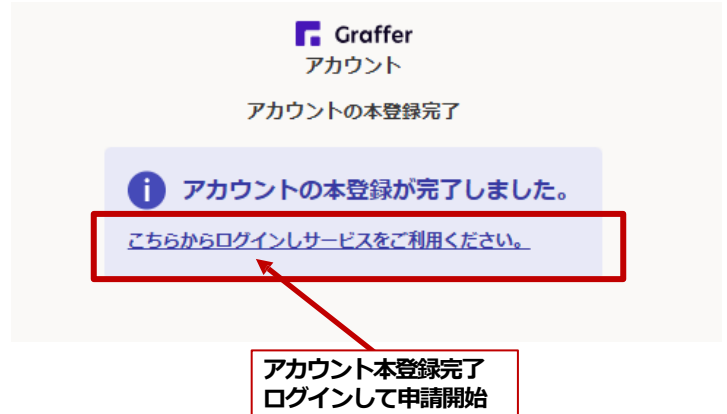 Graffer
アカウント
アカウントの本登録完了
i アカウントの本登録が完了しました。
こちらからログインしサービスをご利用ください。
アカウント本登録完了
ログインして申請開始